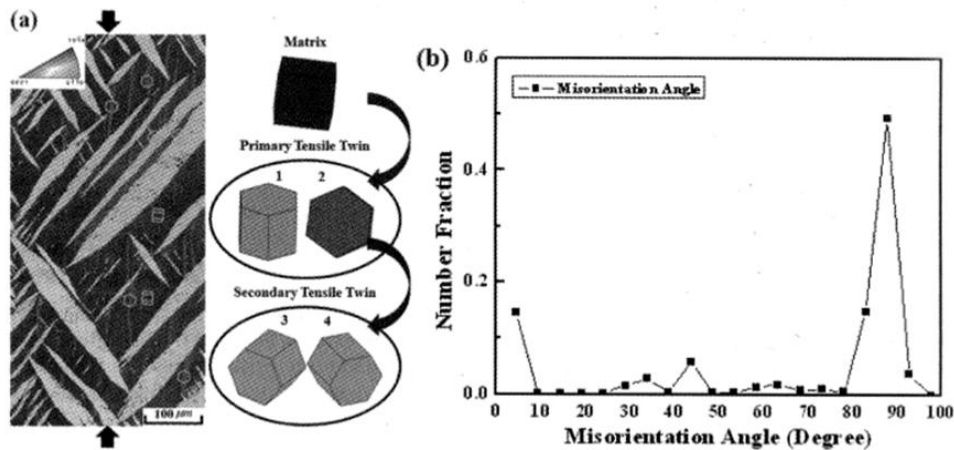 (a)
Matrix
Primary Tensile Twin
1 2
Secondary Tensile Twin
3 4
100 μm
(b)
Misorientation Angle
Number Fraction
0.6
0.4
0.2
0.0
0 10 20 30 40 50 60 70 80 90 100
Misorientation Angle (Degree)